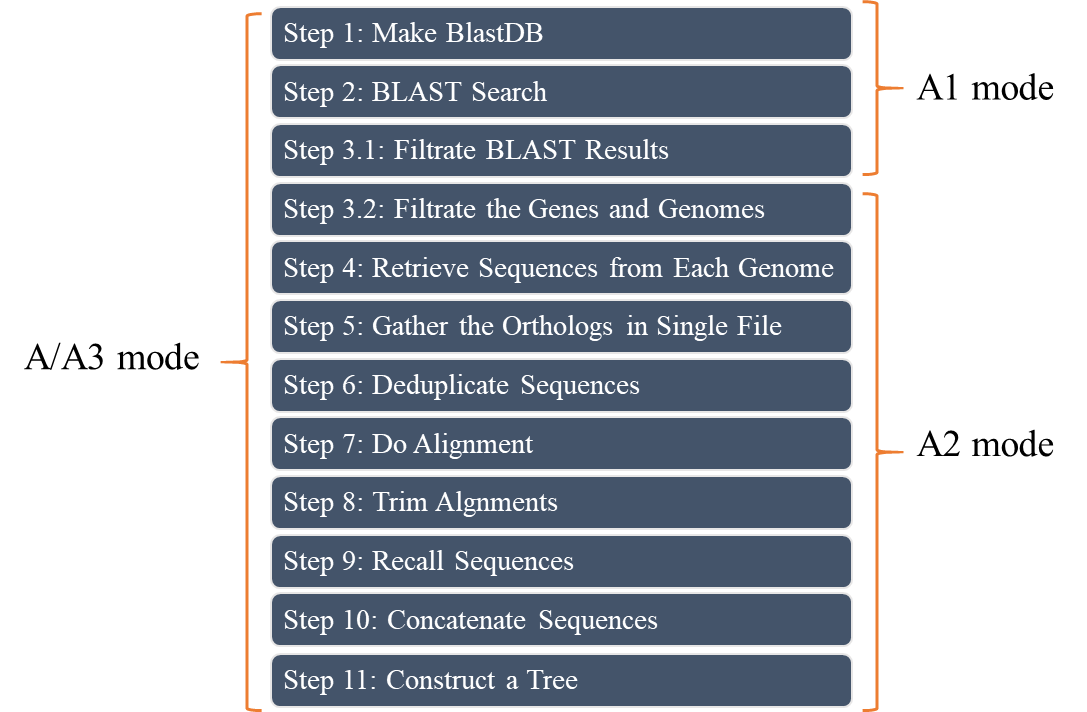 Step 1: Make BlastDB
Step 2: BLAST Search
A1 mode
Step 3.1: Filtrate BLAST Results
Step 3.2: Filtrate the Genes and Genomes
Step 4: Retrieve Sequences from Each Genome
Step 5: Gather the Orthologs in Single File
A/A3 mode
Step 6: Deduplicate Sequences
Step 7: Do Alignment
A2 mode
Step 8: Trim Algnments
Step 9: Recall Sequences
Step 10: Concatenate Sequences
Step 11: Construct a Tree